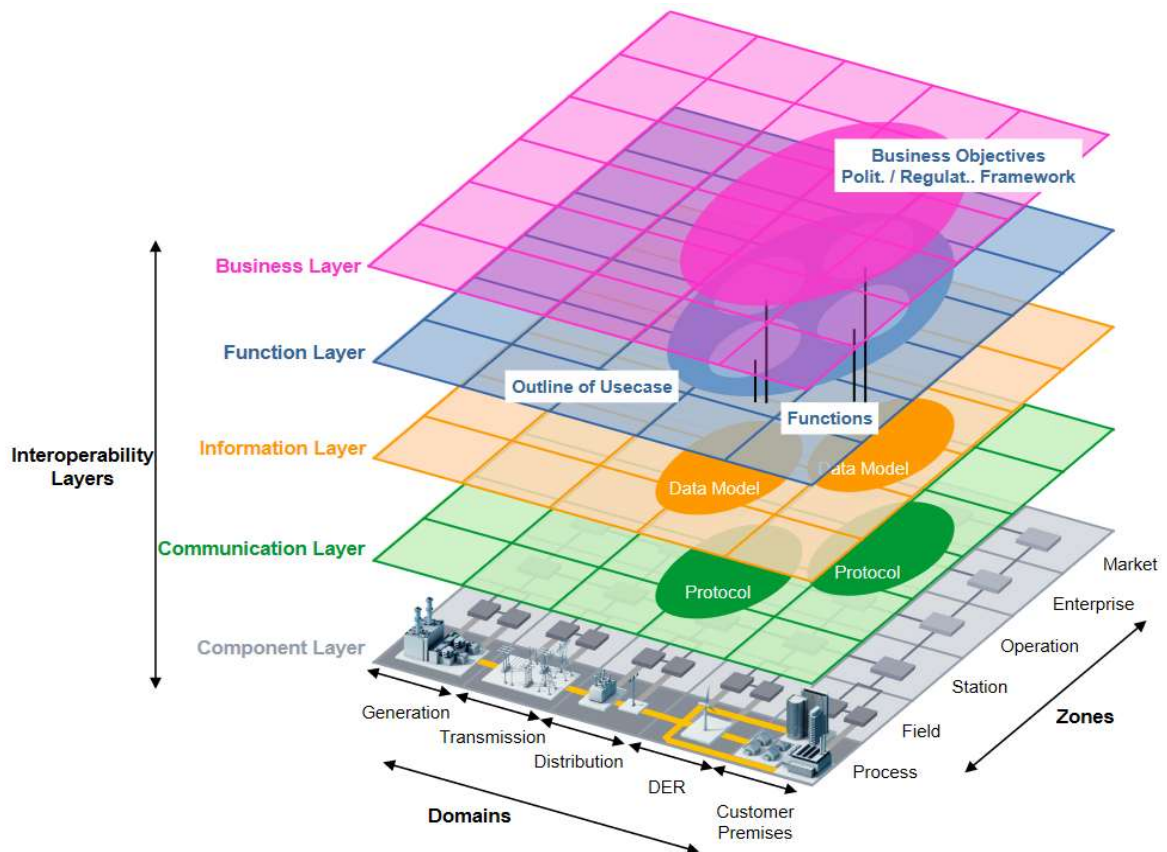 Business Objectives
Polit. / Regulat.. Framework
Business Layer
Function Layer
Outline of Usecase
Functions
Interoperability
Layers
Information Layer
Data Model
Data Model
Communication Layer
Protocol
Protocol
Component Layer
Market
Enterprise
Operation
Station
Field
Process
Zones
Generation
Transmission
Distribution
DER
Customer
Premises
Domains